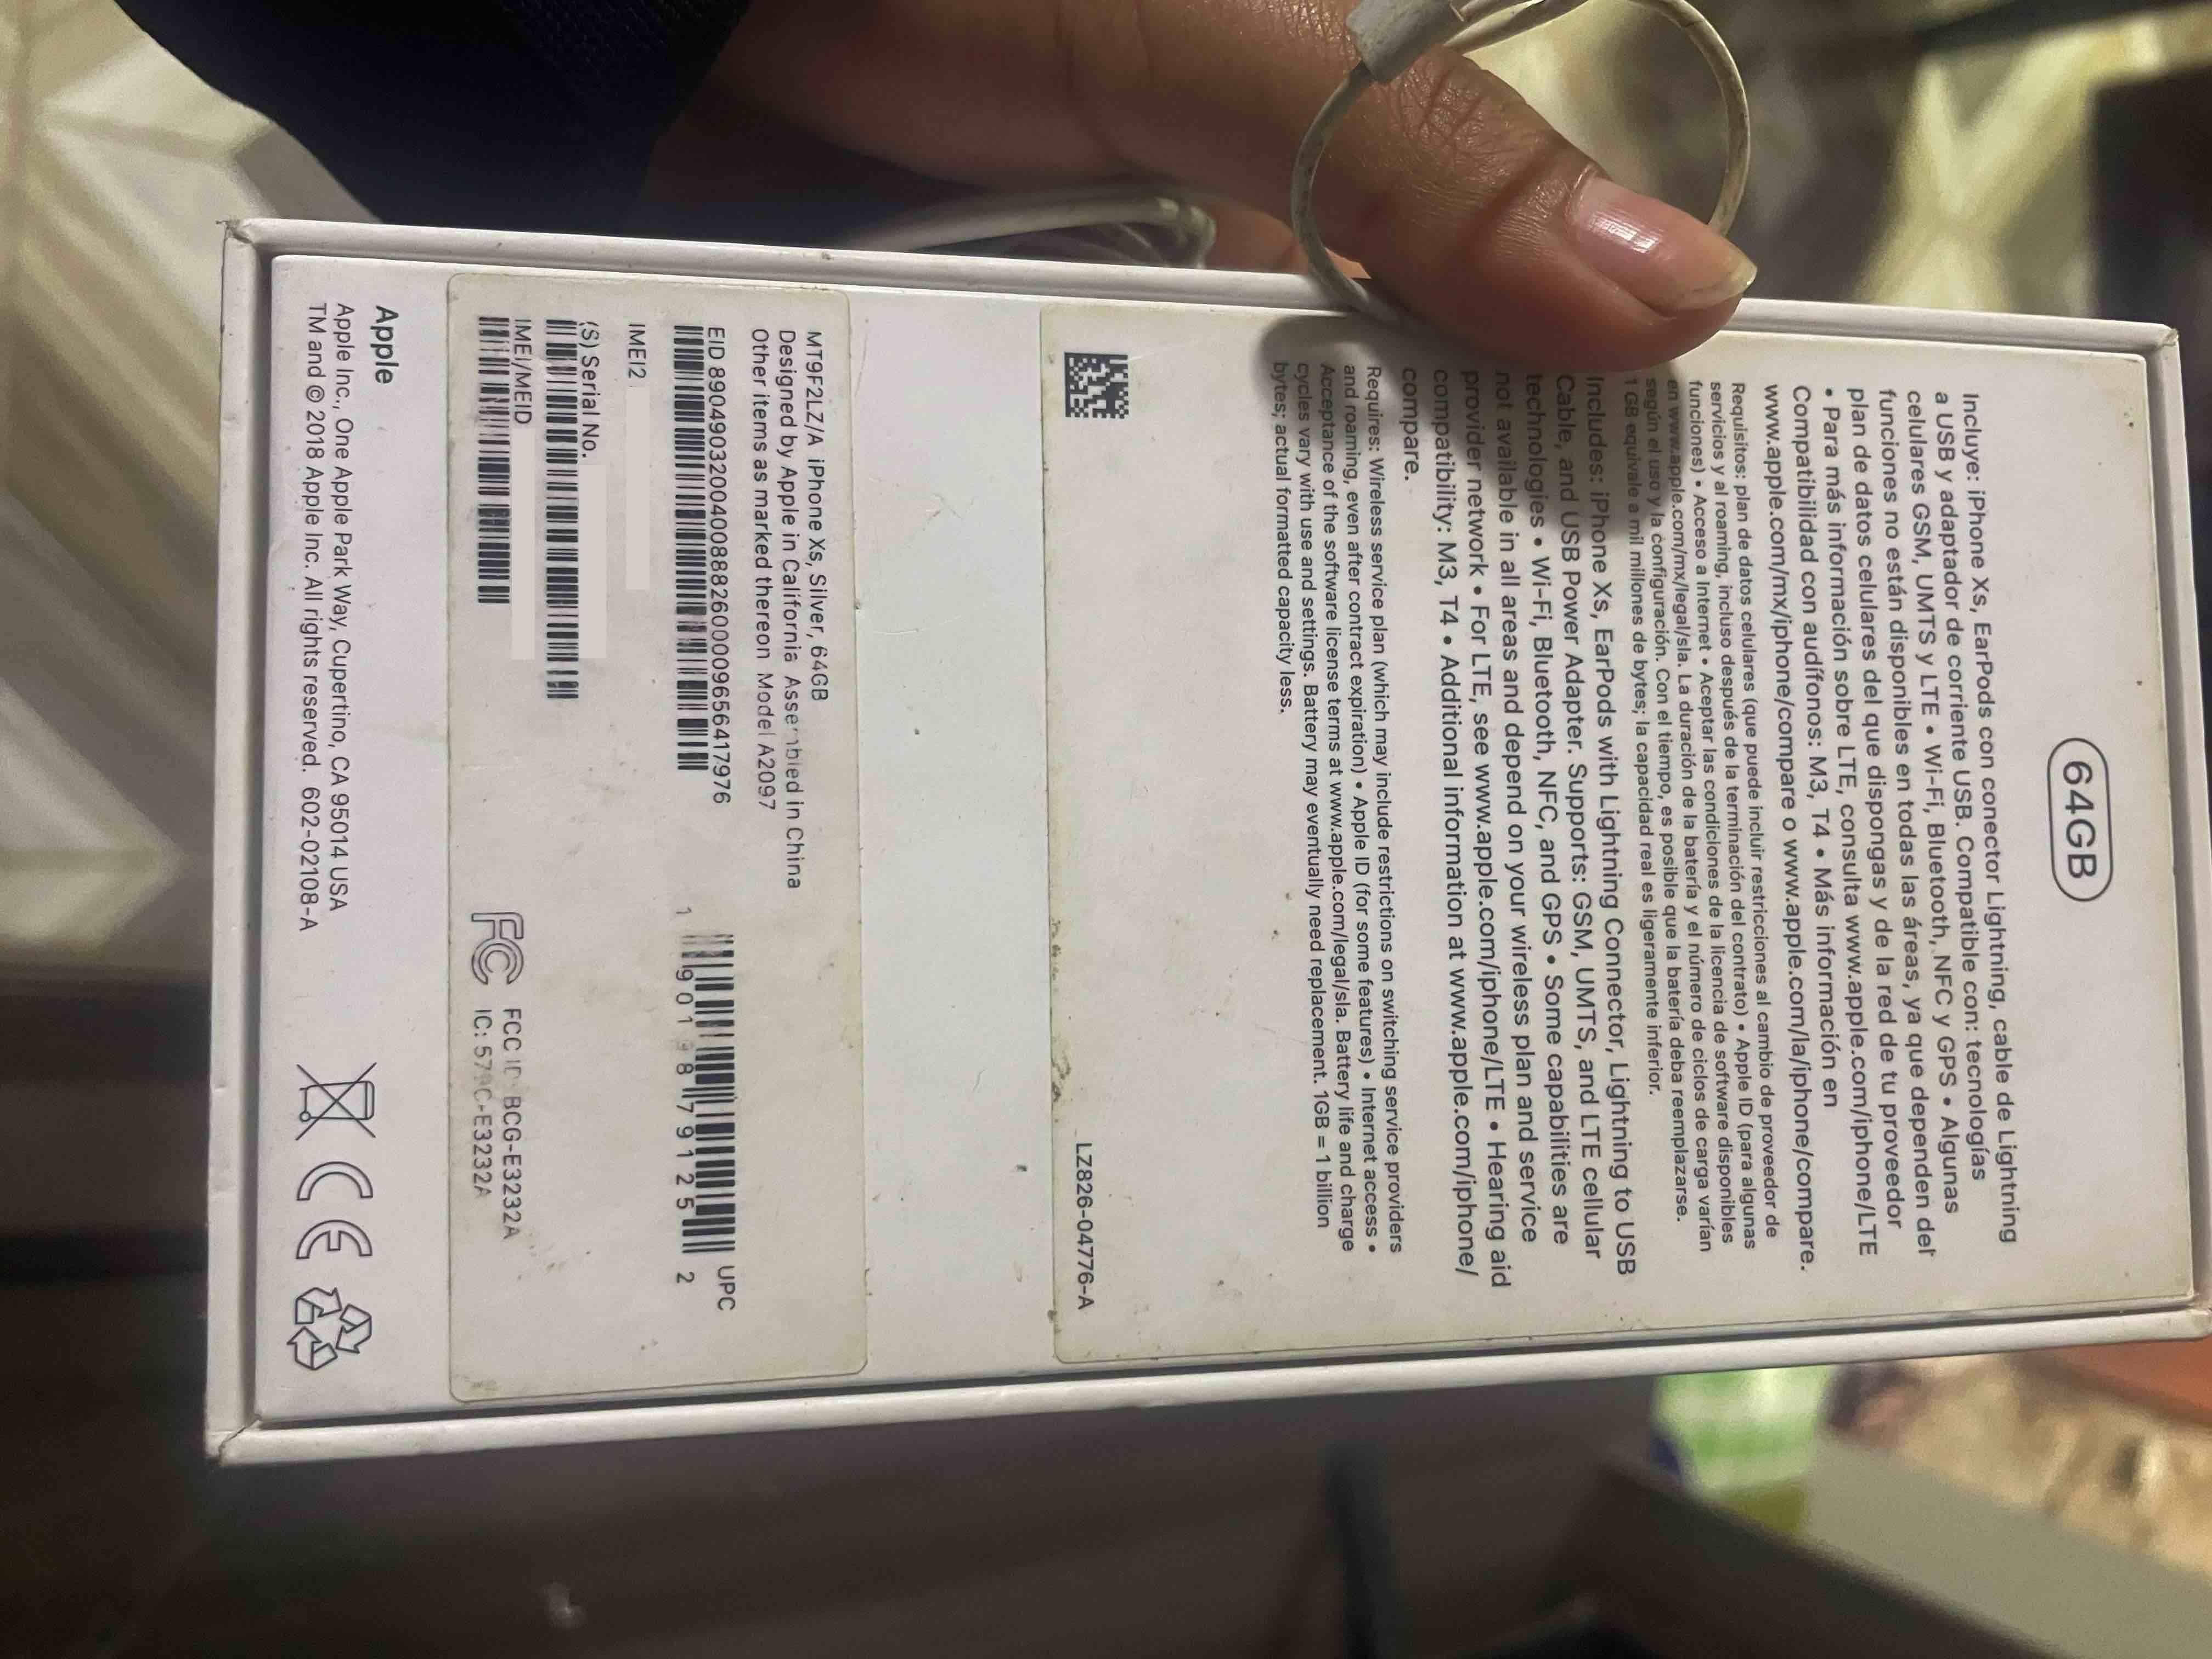 64GB
Incluye: iPhone Xs, EarPods con conector Lightning, cable de Lightning
a USB y adaptador de corriente USB. Compatible con: tecnologías
celulares GSM, UMTS y LTE • Wi-Fi, Bluetooth, NFC y GPS • Algunas
funciones no están disponibles en todas las áreas, ya que dependen del
plan de datos celulares del que dispongas y de la red de tu proveedor
• Para más información sobre LTE, consulta www.apple.com/iphone/LTE
Compatibilidad con audífonos: M3, T4 • Más información en
www.apple.com/mx/iphone/compare o www.apple.com/la/iphone/compare.
Requisitos: plan de datos celulares (que puede incluir restricciones al cambio de proveedor de
servicios y al roaming, incluso después de la terminación del contrato) • Apple ID (para algunas
funciones) • Acceso a Internet • Aceptar las condiciones de la licencia de software disponibles
en www.apple.com/mx/legal/sla. La duración de la batería y el número de ciclos de carga varían
según el uso y la configuración. Con el tiempo, es posible que la batería deba reemplazarse.
1 GB equivale a mil millones de bytes; la capacidad real es ligeramente inferior.
Includes: iPhone Xs, EarPods with Lightning Connector, Lightning to USB
Cable, and USB Power Adapter. Supports: GSM, UMTS, and LTE cellular
technologies • Wi-Fi, Bluetooth, NFC, and GPS • Some capabilities are
not available in all areas and depend on your wireless plan and service
provider network • For LTE, see www.apple.com/iphone/LTE • Hearing aid
compatibility: M3, T4 • Additional information at www.apple.com/iphone/
compare.
Requires: Wireless service plan (which may include restrictions on switching service providers
and roaming, even after contract expiration) • Apple ID (for some features) • Internet access •
Acceptance of the software license terms at www.apple.com/legal/sla. Battery life and charge
cycles vary with use and settings. Battery may eventually need replacement. 1GB = 1 billion
bytes; actual formatted capacity less.
LZ826-04776-A
MT9F2LZ/A iPhone Xs, Silver, 64GB
Designed by Apple in California Assembled in China
Other items as marked thereon Model A2097
EID 89049032004008882600009656417976
UPC
1 90198 79125 2
IMEI2
(S) Serial No.
IMEI/MEID
FCC ID: BCG-E3232A
IC: 579C-E3232A
Apple
Apple Inc., One Apple Park Way, Cupertino, CA 95014 USA
TM and © 2018 Apple Inc. All rights reserved. 602-02108-A